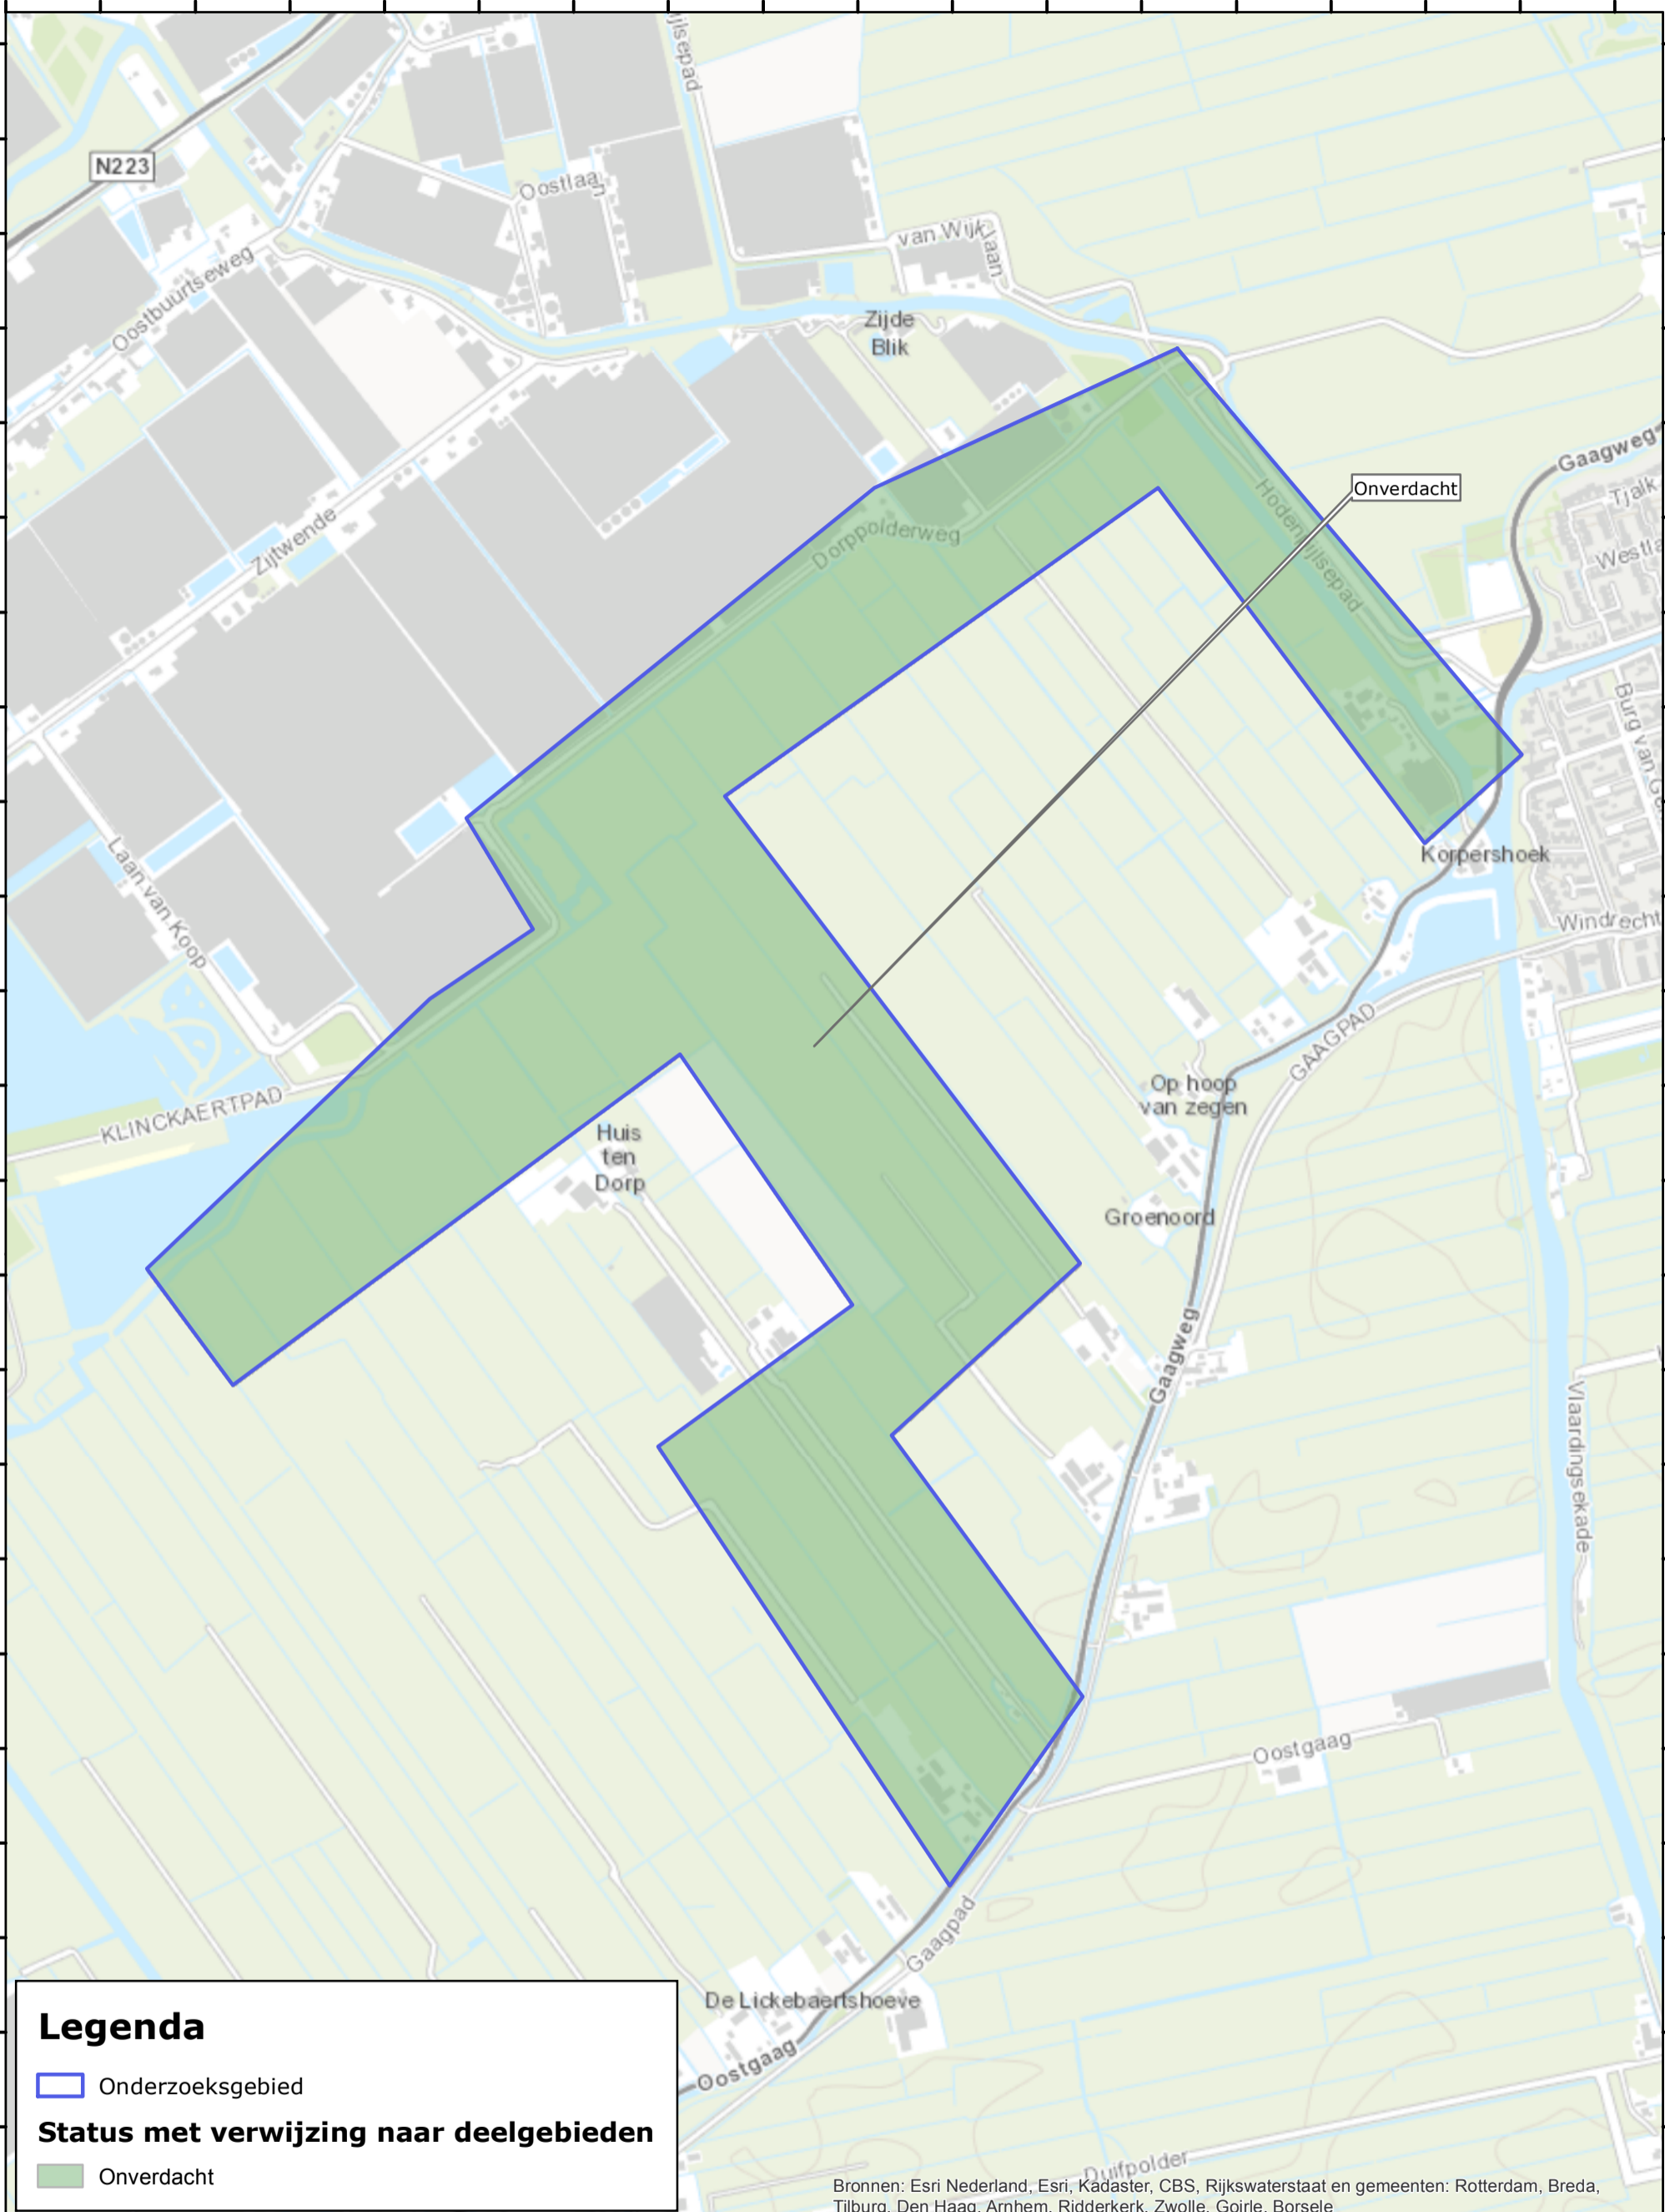 N223
Oostlaan
van Wijklaan
Oostbuurtseweg
Zijde
Blik
Gaagweg
Tjalk
Onverdacht
Hodenpijlsepad
Dorppolderweg
Zijtwende
Burg van
Laan van Koop
Korpershoek
Windrecht
GAAGPAD
KLINCKAERTPAD
Op hoop
van zegen
Huis
ten
Dorp
Groenoord
Gaagweg
Vlaardingsekade
Oostgaag
Gaagpad
De Lickebaertshoeve
Oostgaag
Duifpolder
Legenda
Onderzoeksgebied
Status met verwijzing naar deelgebieden
Onverdacht
Bronnen: Esri Nederland, Esri, Kadaster, CBS, Rijkswaterstaat en gemeenten: Rotterdam, Breda,
Tilburg, Den Haag, Arnhem, Ridderkerk, Zwolle, Goirle, Borsele